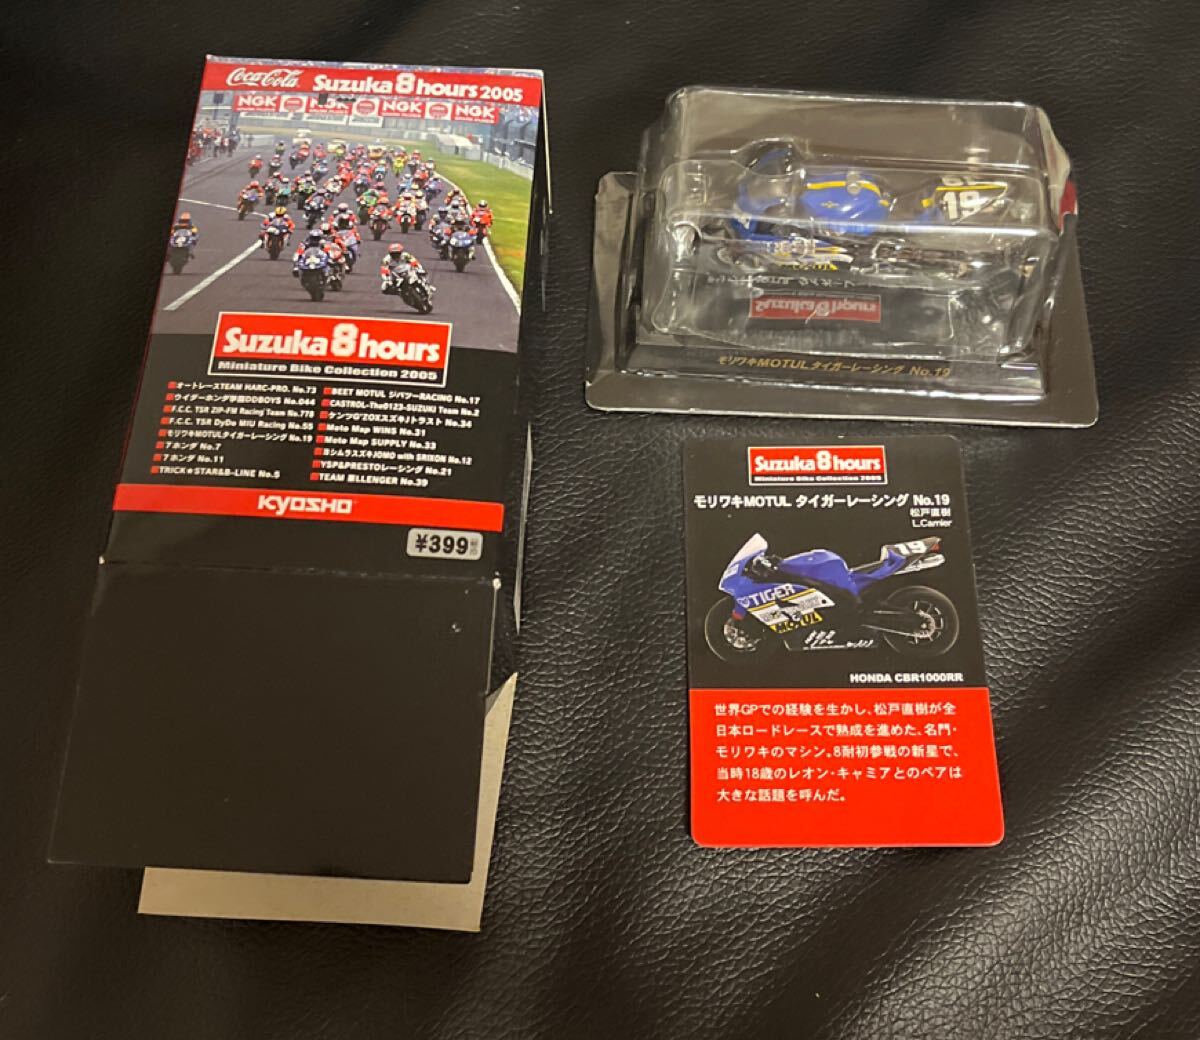 Coca-Cola Suzuka 8 hours 2005
NGK NGK NGK NGK
Suzuka 8 hours
Miniature Bike Collection 2005
オートレースTEAM HARC-PRO. No.73
ウイダーホンダ学園DDBOYS No.044
F.C.C. TSR ZIP-FM Racing Team No.778
F.C.C. TSR DyDo MIU Racing No.55
モリワキMOTULタイガーレーシング No.19
7ホンダ No.7
7ホンダ No.11
TRICK★STAR&B-LINE No.5
BEET MOTUL ジパツーRACING No.17
CASTROL-The0123-SUZUKI Team No.2
ケンツG'ZOEスズキJトラスト No.34
Moto Map WINS No.31
Moto Map SUPPLY No.33
ヨシムラスズキJOMO with SRIXON No.12
YSP&PRESTOレーシング No.21
TEAM BLLENGER No.39
KYOSHO
¥399
19
Suzuka 8 hours
モリワキMOTUL タイガーレーシング No.19
Suzuka 8 hours
Miniature Bike Collection 2005
モリワキMOTUL タイガーレーシング No.19
松戸直樹
L.Camier
19
TIGER
MOTUL
HONDA CBR1000RR
世界GPでの経験を生かし、松戸直樹が全
日本ロードレースで熟成を進めた、名門・
モリワキのマシン。8耐初参戦の新星で、
当時18歳のレオン・キャミアとのペアは
大きな話題を呼んだ。